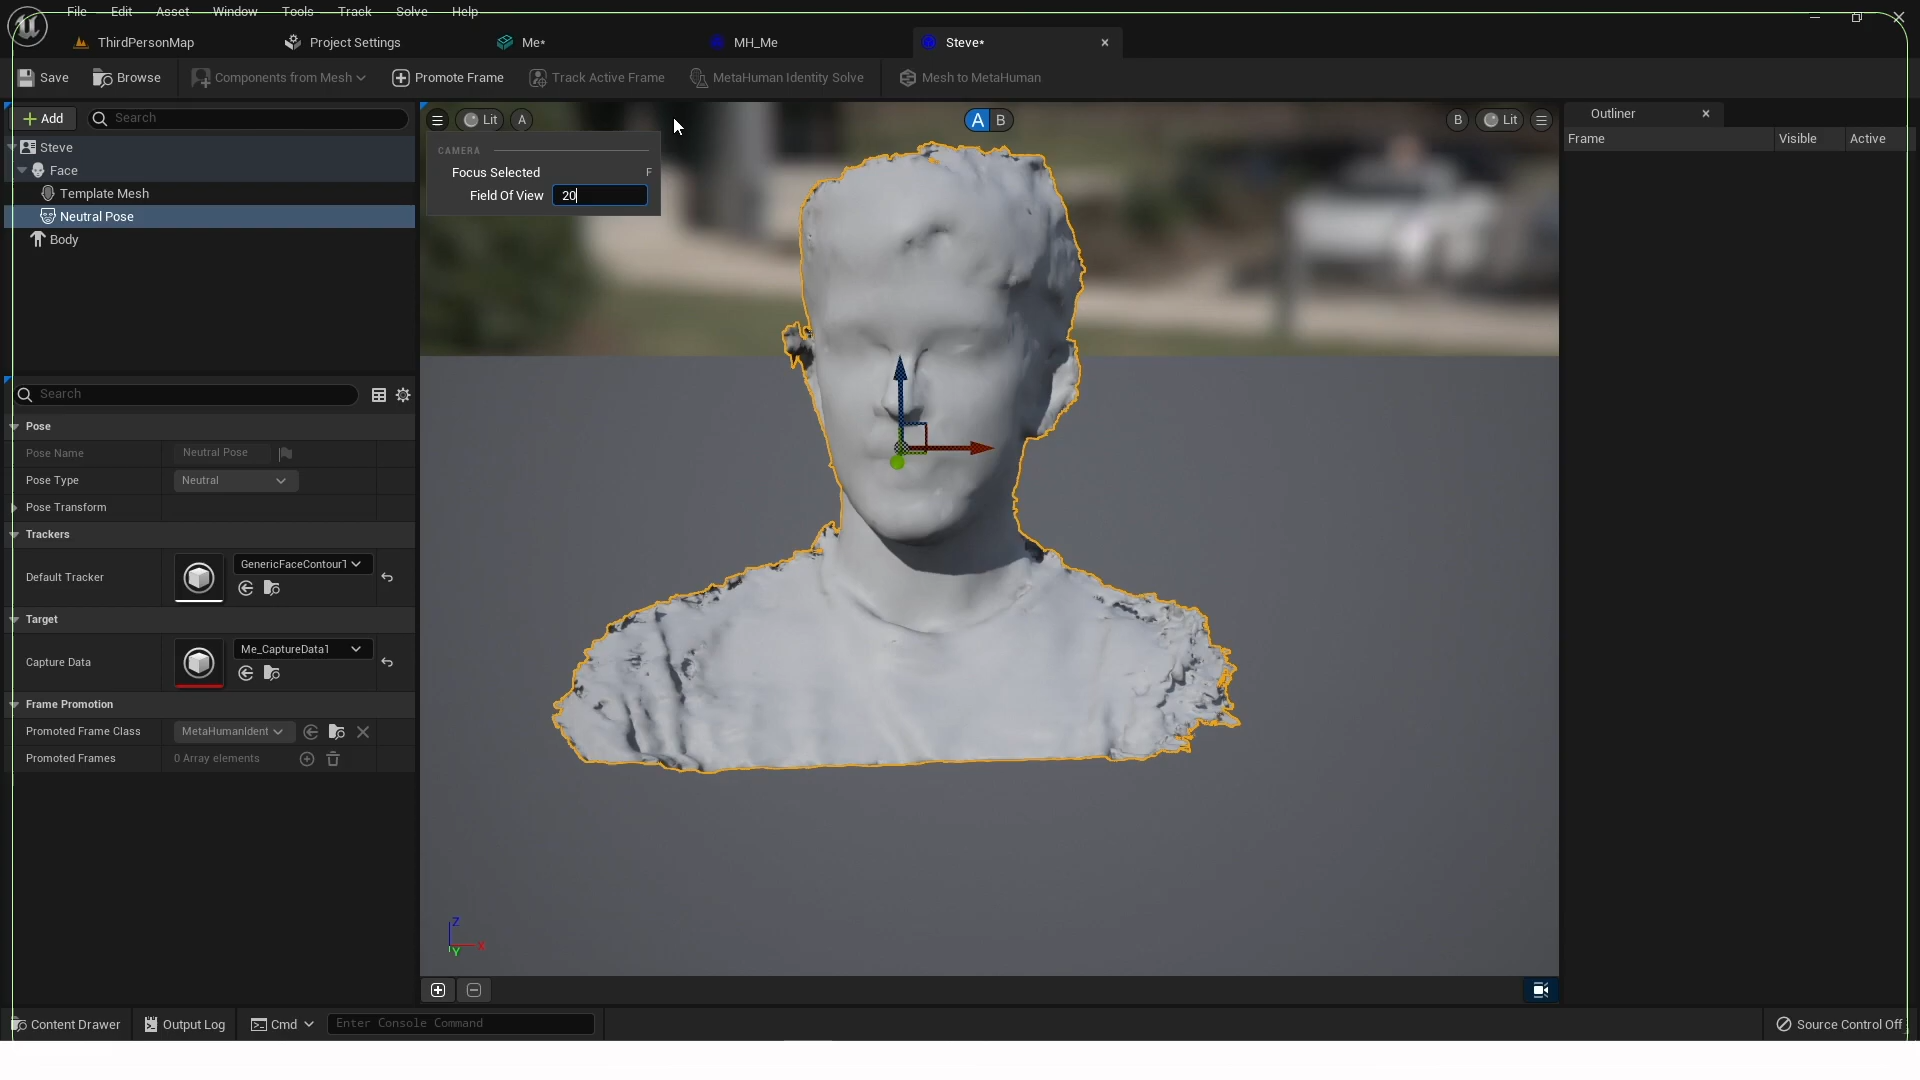 File Edit Asset Window Tools Track Solve Help
ThirdPersonMap Project Settings Me* MH_Me Steve*
Save Browse Components from Mesh Promote Frame Track Active Frame MetaHuman Identity Solve Mesh to MetaHuman
Add Search
Steve
Face
Template Mesh
Neutral Pose
Body
Search
Pose
Pose Name Neutral Pose
Pose Type Neutral
Pose Transform
Trackers
Default Tracker GenericFaceContourT
Target
Capture Data Me_CaptureData1
Frame Promotion
Promoted Frame Class MetaHumanIdent
Promoted Frames 0 Array elements
Lit A
A B
B Lit
CAMERA
Focus Selected F
Field Of View 20
Z
X
Y
Outliner
Frame Visible Active
Content Drawer Output Log Cmd Enter Console Command Source Control Off